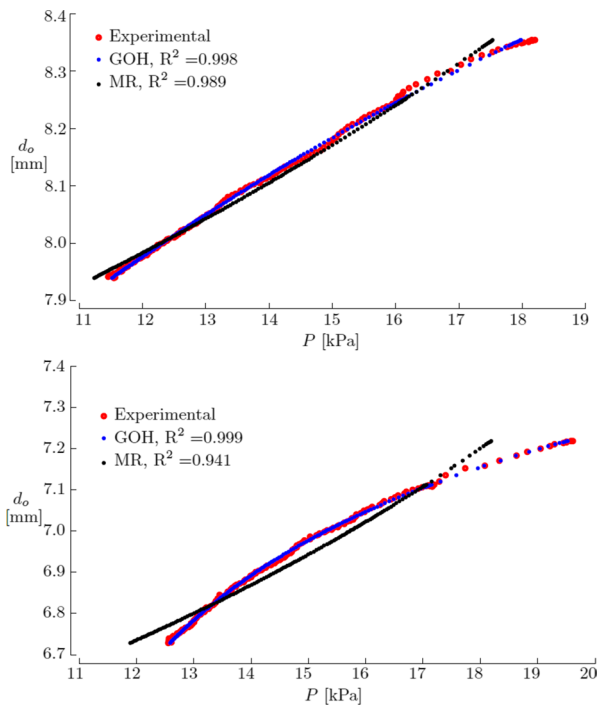 8.4
Experimental
GOH, R² =0.998
8.3
MR, R² =0.989
8.2
dₒ
[mm]
8.1
8.0
7.9
11 12 13 14 15 16 17 18 19
P [kPa]
7.4
7.3
Experimental
GOH, R² =0.999
7.2
MR, R² =0.941
7.1
dₒ
[mm]
7.0
6.9
6.8
6.7
11 12 13 14 15 16 17 18 19 20
P [kPa]